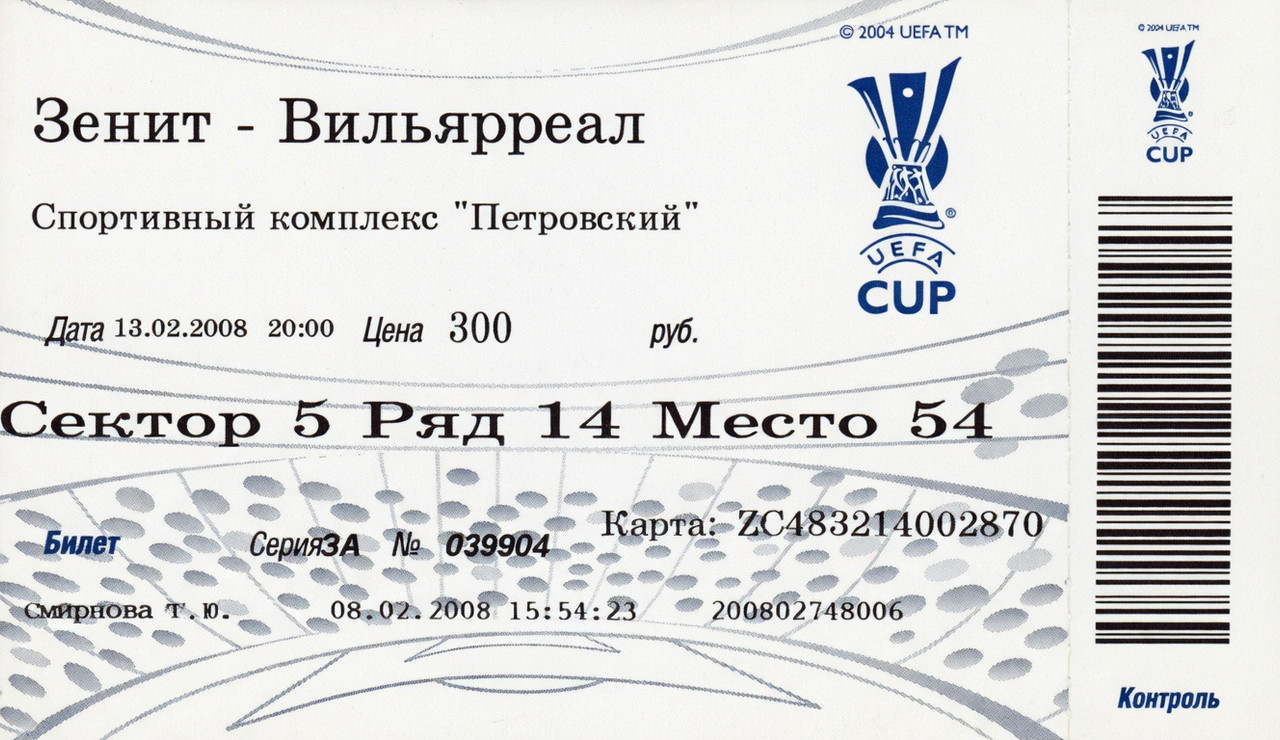 © 2004 UEFA TM
Зенит - Вильярреал
Спортивный комплекс "Петровский"
UEFA
CUP
Дата 13.02.2008 20:00 Цена 300 руб.
Сектор 5 Ряд 14 Место 54
Карта: ZC483214002870
Билет Серия ЗА № 039904
Смирнова Т.Ю. 08.02.2008 15:54:23 200802748006
© 2004 UEFA TM
UEFA
CUP
Контроль